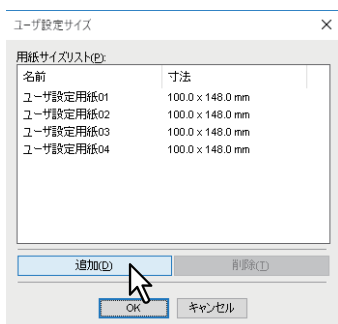 ユーザ設定サイズ
用紙サイズリスト(P):
名前 寸法
ユーザ設定用紙01 100.0 x 148.0 mm
ユーザ設定用紙02 100.0 x 148.0 mm
ユーザ設定用紙03 100.0 x 148.0 mm
ユーザ設定用紙04 100.0 x 148.0 mm
追加(D) 削除(T)
OK キャンセル